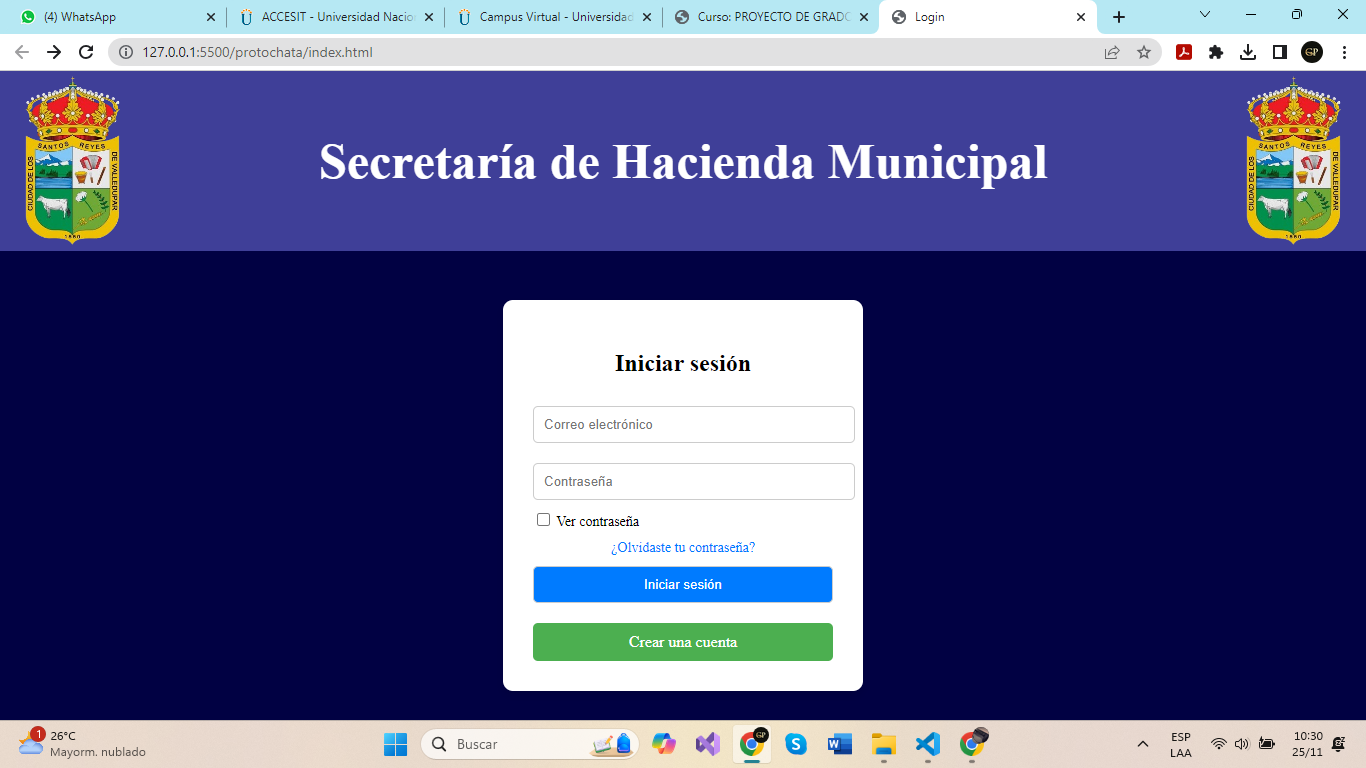 (4) WhatsApp
ACCESIT - Universidad Nacio
Campus Virtual - Universidad
Curso: PROYECTO DE GRADO
Login
127.0.0.1:5500/protochata/index.html
GP
SANTOS REYES
CIUDAD DE LOS
DE VALLEDUPAR
1550
Secretaría de Hacienda Municipal
SANTOS REYES
CIUDAD DE LOS
DE VALLEDUPAR
1550
Iniciar sesión
Correo electrónico
Contraseña
Ver contraseña
¿Olvidaste tu contraseña?
Iniciar sesión
Crear una cuenta
1
26°C
Mayorm. nublado
Buscar
GP
ESP
LAA
10:30
25/11